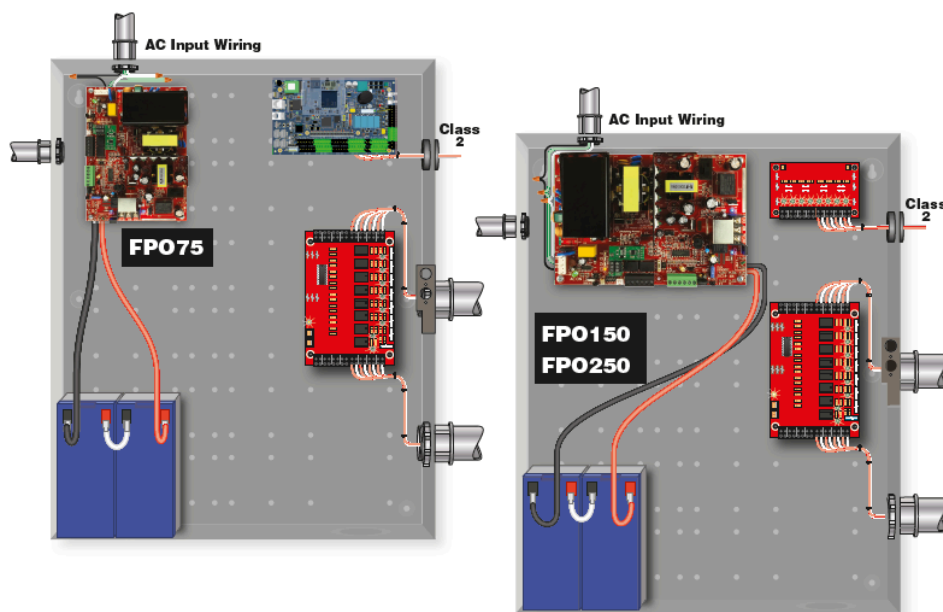 AC Input Wiring
Class
2
FPO75
AC Input Wiring
Class
2
FPO150
FPO250